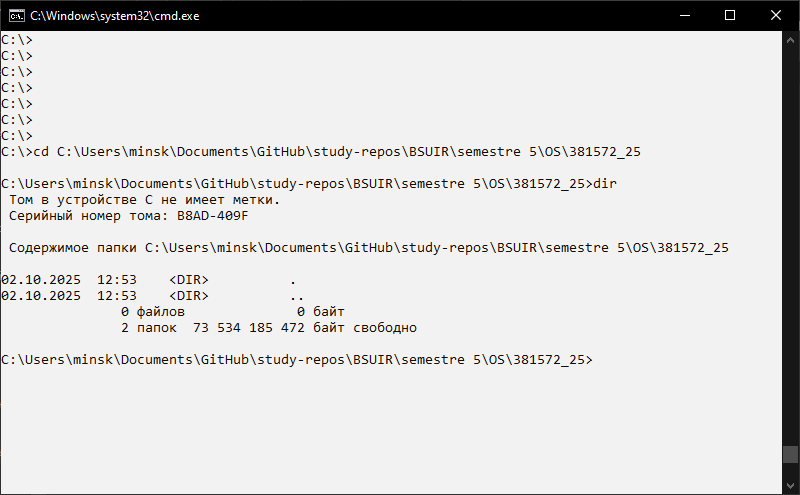 C:\Windows\system32\cmd.exe
C:\>
C:\>
C:\>
C:\>
C:\>
C:\>
C:\>
C:\>cd C:\Users\minsk\Documents\GitHub\study-repos\BSUIR\semestre 5\OS\381572_25
C:\Users\minsk\Documents\GitHub\study-repos\BSUIR\semestre 5\OS\381572_25>dir
Том в устройстве C не имеет метки.
Серийный номер тома: B8AD-409F
Содержимое папки C:\Users\minsk\Documents\GitHub\study-repos\BSUIR\semestre 5\OS\381572_25
02.10.2025  12:53    <DIR>          .
02.10.2025  12:53    <DIR>          ..
0 файлов              0 байт
2 папок  73 534 185 472 байт свободно
C:\Users\minsk\Documents\GitHub\study-repos\BSUIR\semestre 5\OS\381572_25>